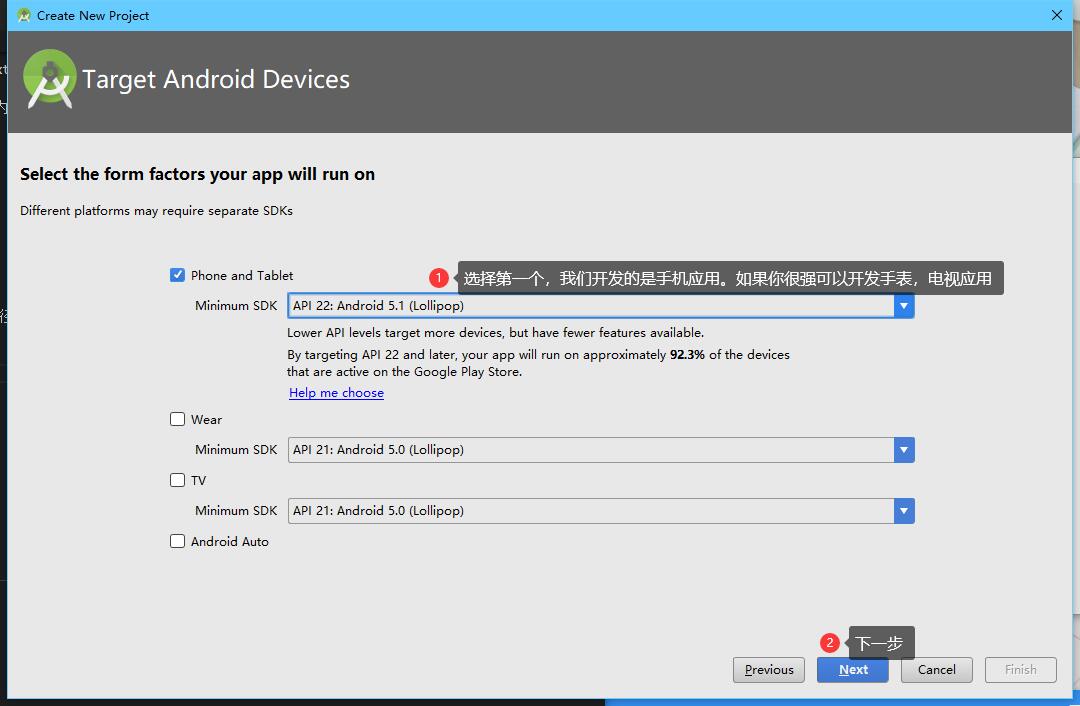 Create New Project
Target Android Devices
Select the form factors your app will run on
Different platforms may require separate SDKs
Phone and Tablet
1 选择第一个，我们开发的是手机应用。如果你很强可以开发手表，电视应用
Minimum SDK API 22: Android 5.1 (Lollipop)
Lower API levels target more devices, but have fewer features available.
By targeting API 22 and later, your app will run on approximately 92.3% of the devices
that are active on the Google Play Store.
Help me choose
Wear
Minimum SDK API 21: Android 5.0 (Lollipop)
TV
Minimum SDK API 21: Android 5.0 (Lollipop)
Android Auto
2 下一步
Previous Next Cancel Finish